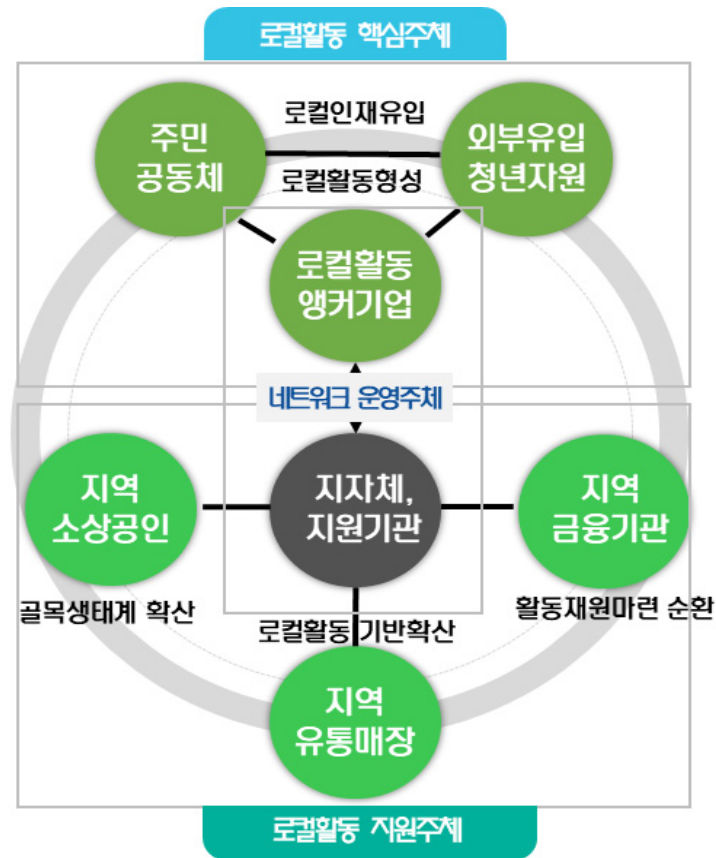 로컬활동 핵심주체
주민
공동체
로컬인재유입
로컬활동형성
외부유입
청년자원
로컬활동
앵커기업
네트워크 운영주체
지역
소상공인
지자체,
지원기관
지역
금융기관
골목생태계 확산
활동재원마련 순환
로컬활동 기반확산
지역
유통매장
로컬활동 지원주체